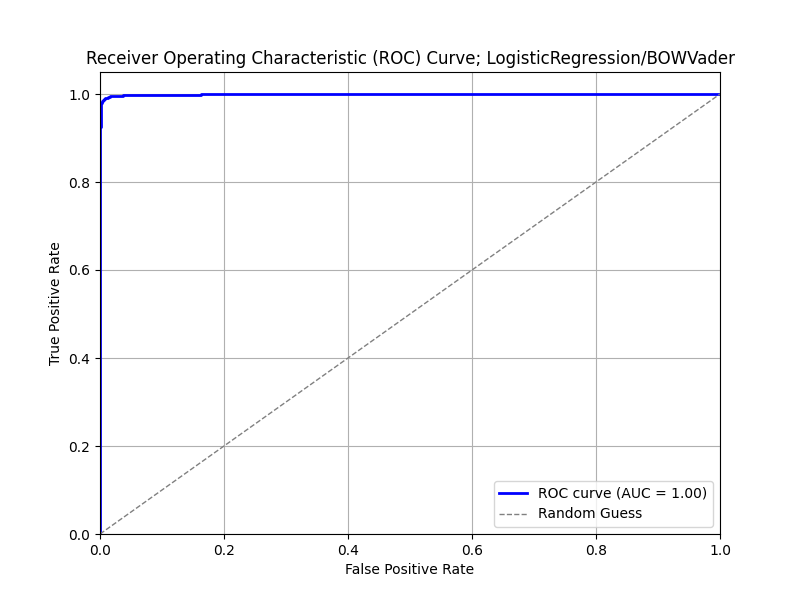 Receiver Operating Characteristic (ROC) Curve; LogisticRegression/BOWVader
True Positive Rate
1.0
0.8
0.6
0.4
0.2
0.0
0.0 0.2 0.4 0.6 0.8 1.0
False Positive Rate
ROC curve (AUC = 1.00)
Random Guess